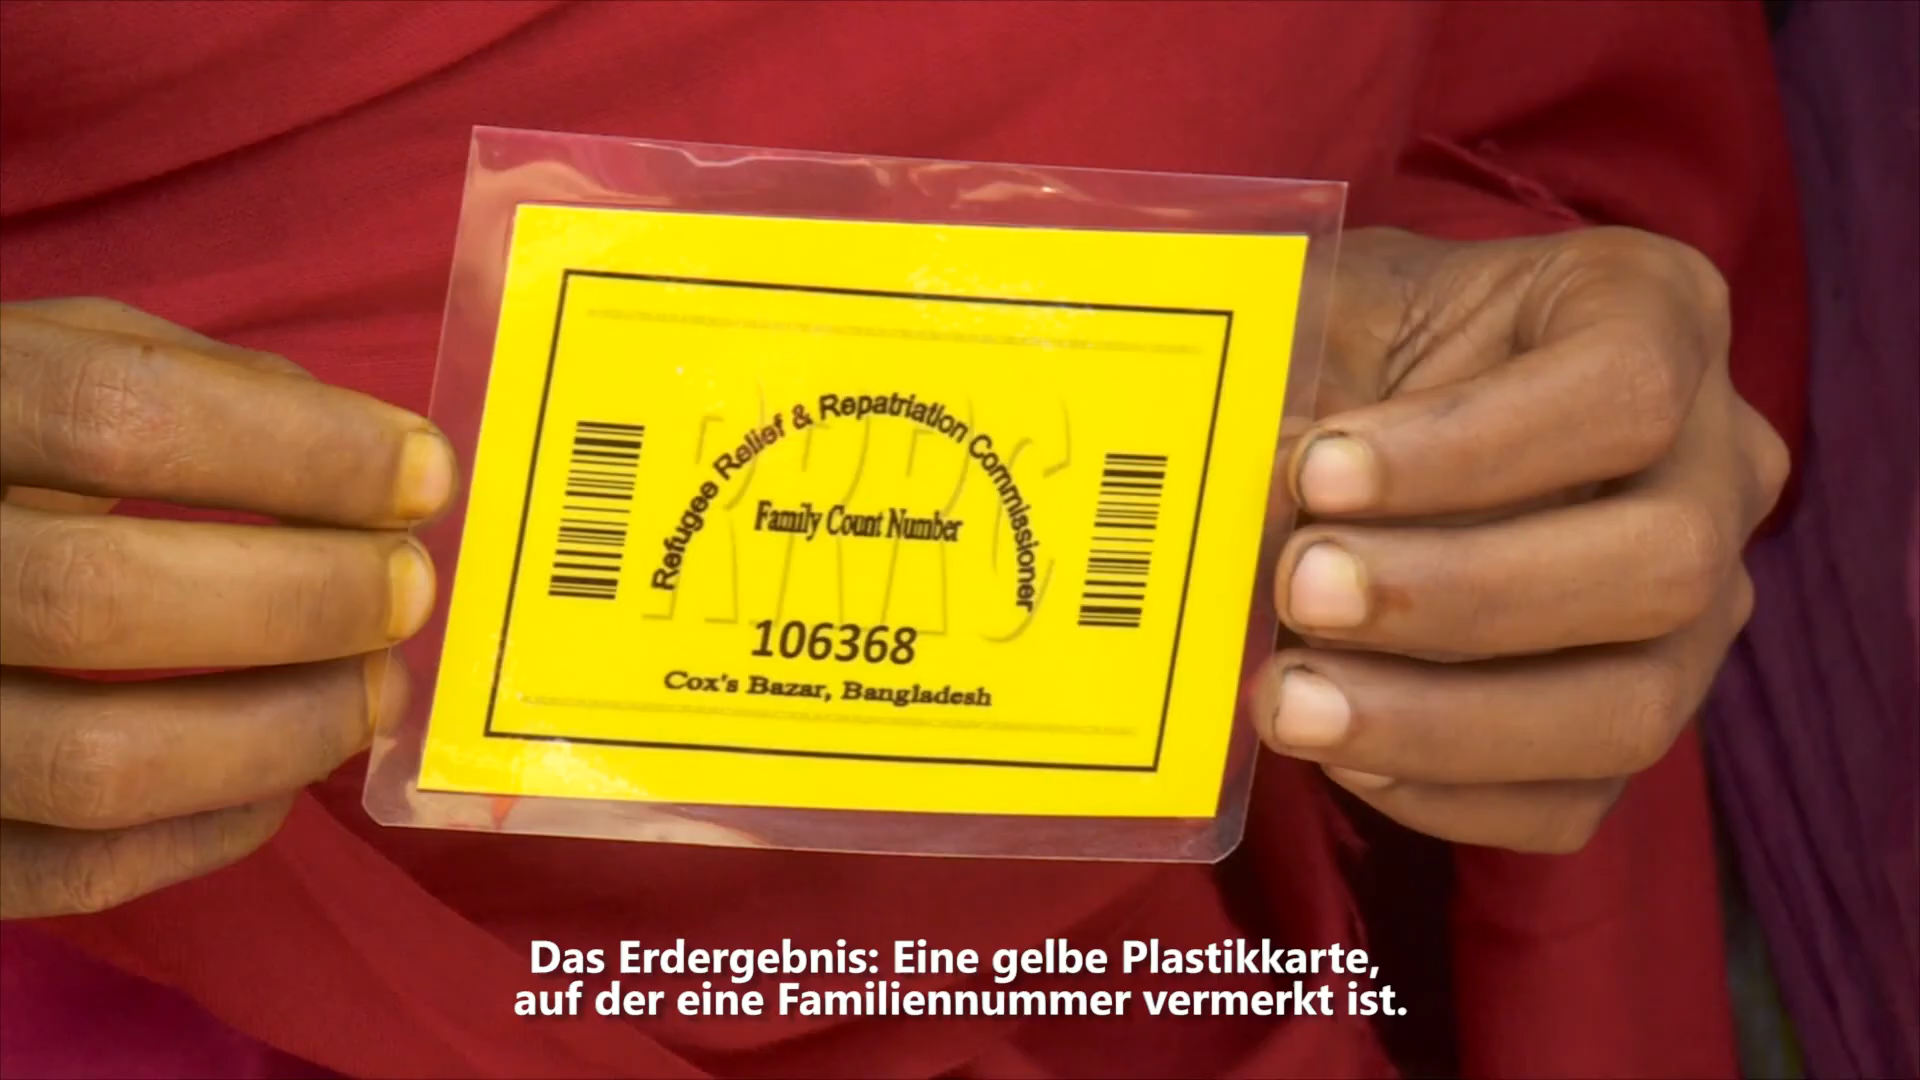 Refugee Relief & Repatriation Commissioner
RRRC
Family Count Number
106368
Cox's Bazar, Bangladesh
Das Erdergebnis: Eine gelbe Plastikkarte,
auf der eine Familiennummer vermerkt ist.